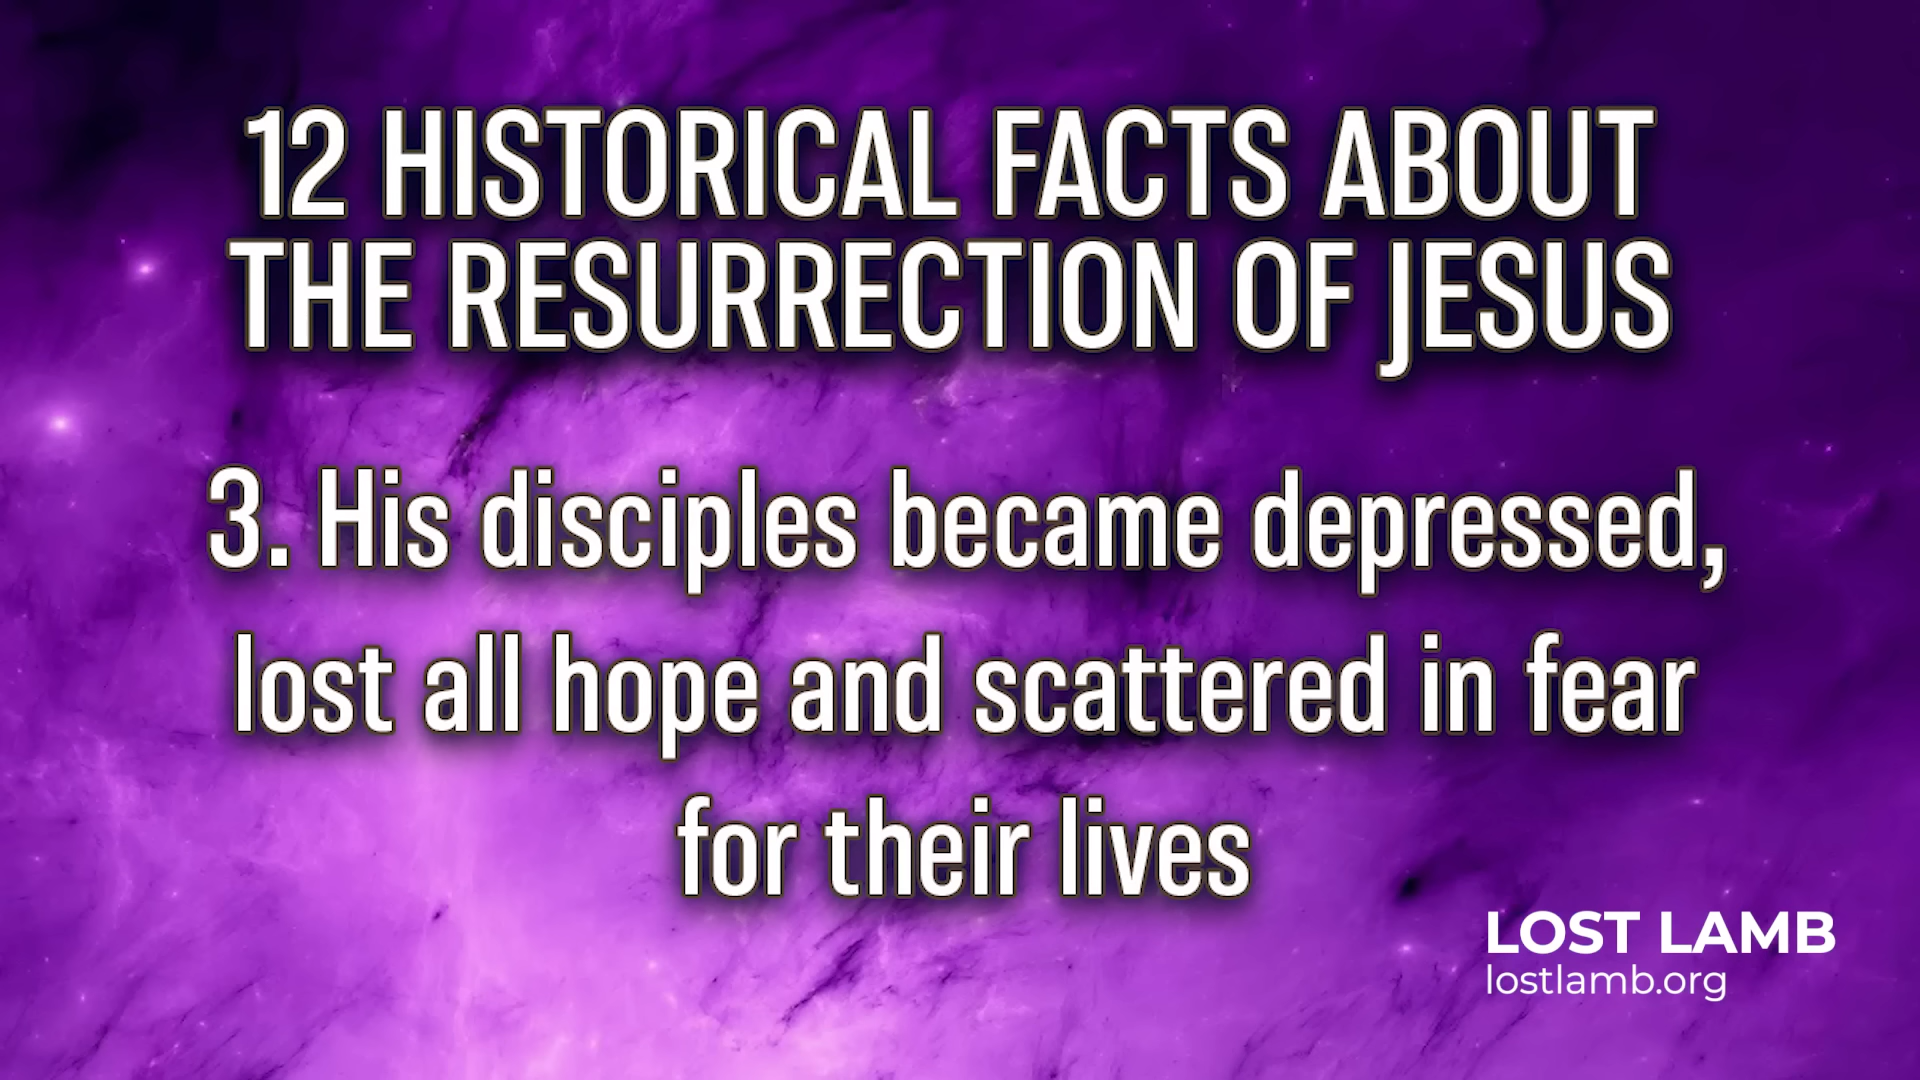 12 HISTORICAL FACTS ABOUT
THE RESURRECTION OF JESUS
3. His disciples became depressed,
lost all hope and scattered in fear
for their lives
LOST LAMB
lostlamb.org